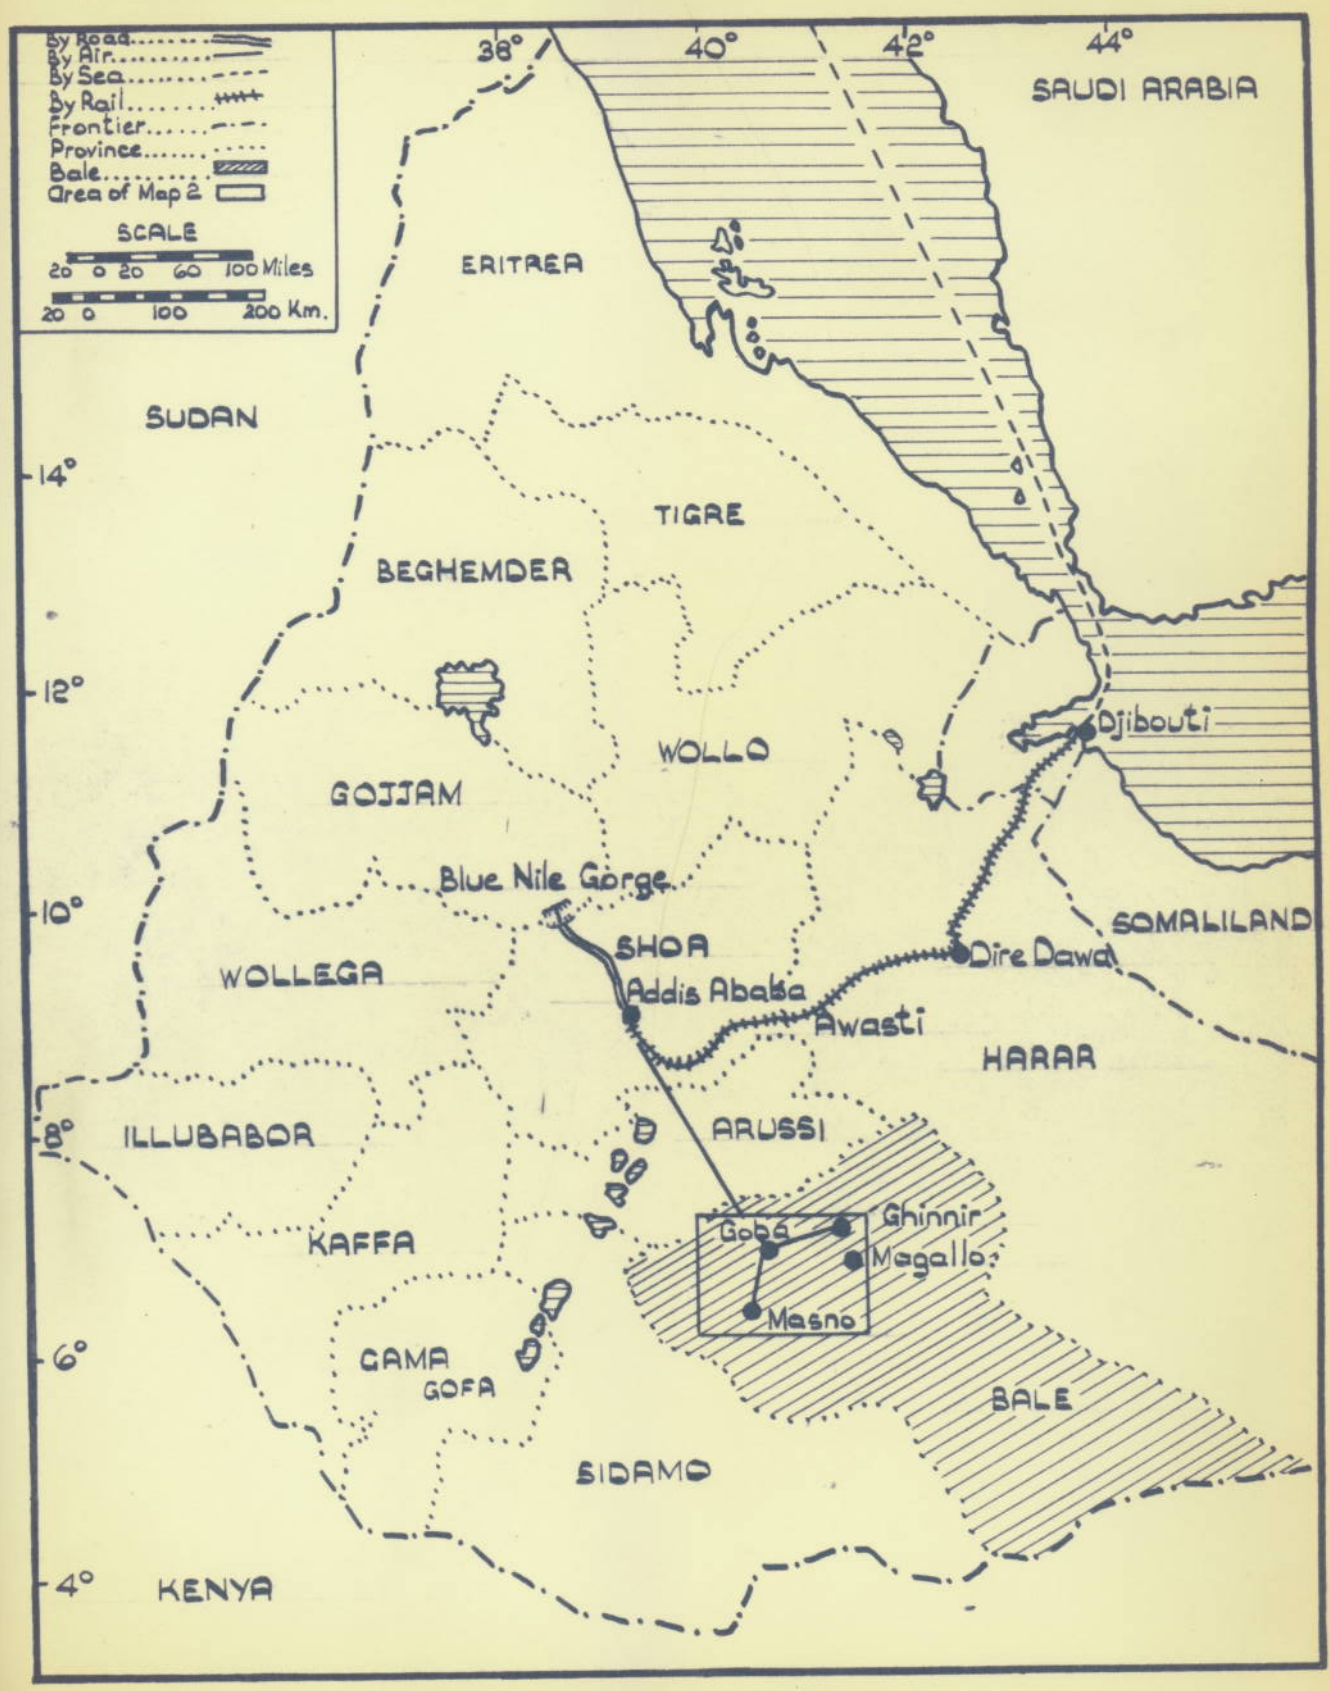 By Road
By Air
By Sea
By Rail
Frontier
Province
Bale
Area of Map 2
SCALE
20 0 20 60 100 Miles
20 0 100 200 Km.
38° 40° 42° 44°
SAUDI ARABIA
ERITREA
SUDAN
14°
TIGRE
BEGHEMDER
12°
Djibouti
WOLLO
GOJJAM
Blue Nile Gorge
10°
SOMALILAND
SHOA
Dire Dawa
WOLLEGA
Addis Ababa
Awasti
HARAR
8°
ILLUBABOR
ARUSSI
Ghinnir
Goba
KAFFA
Magallo
Masno
6°
GAMA
GOFA
BALE
SIDAMO
4°
KENYA